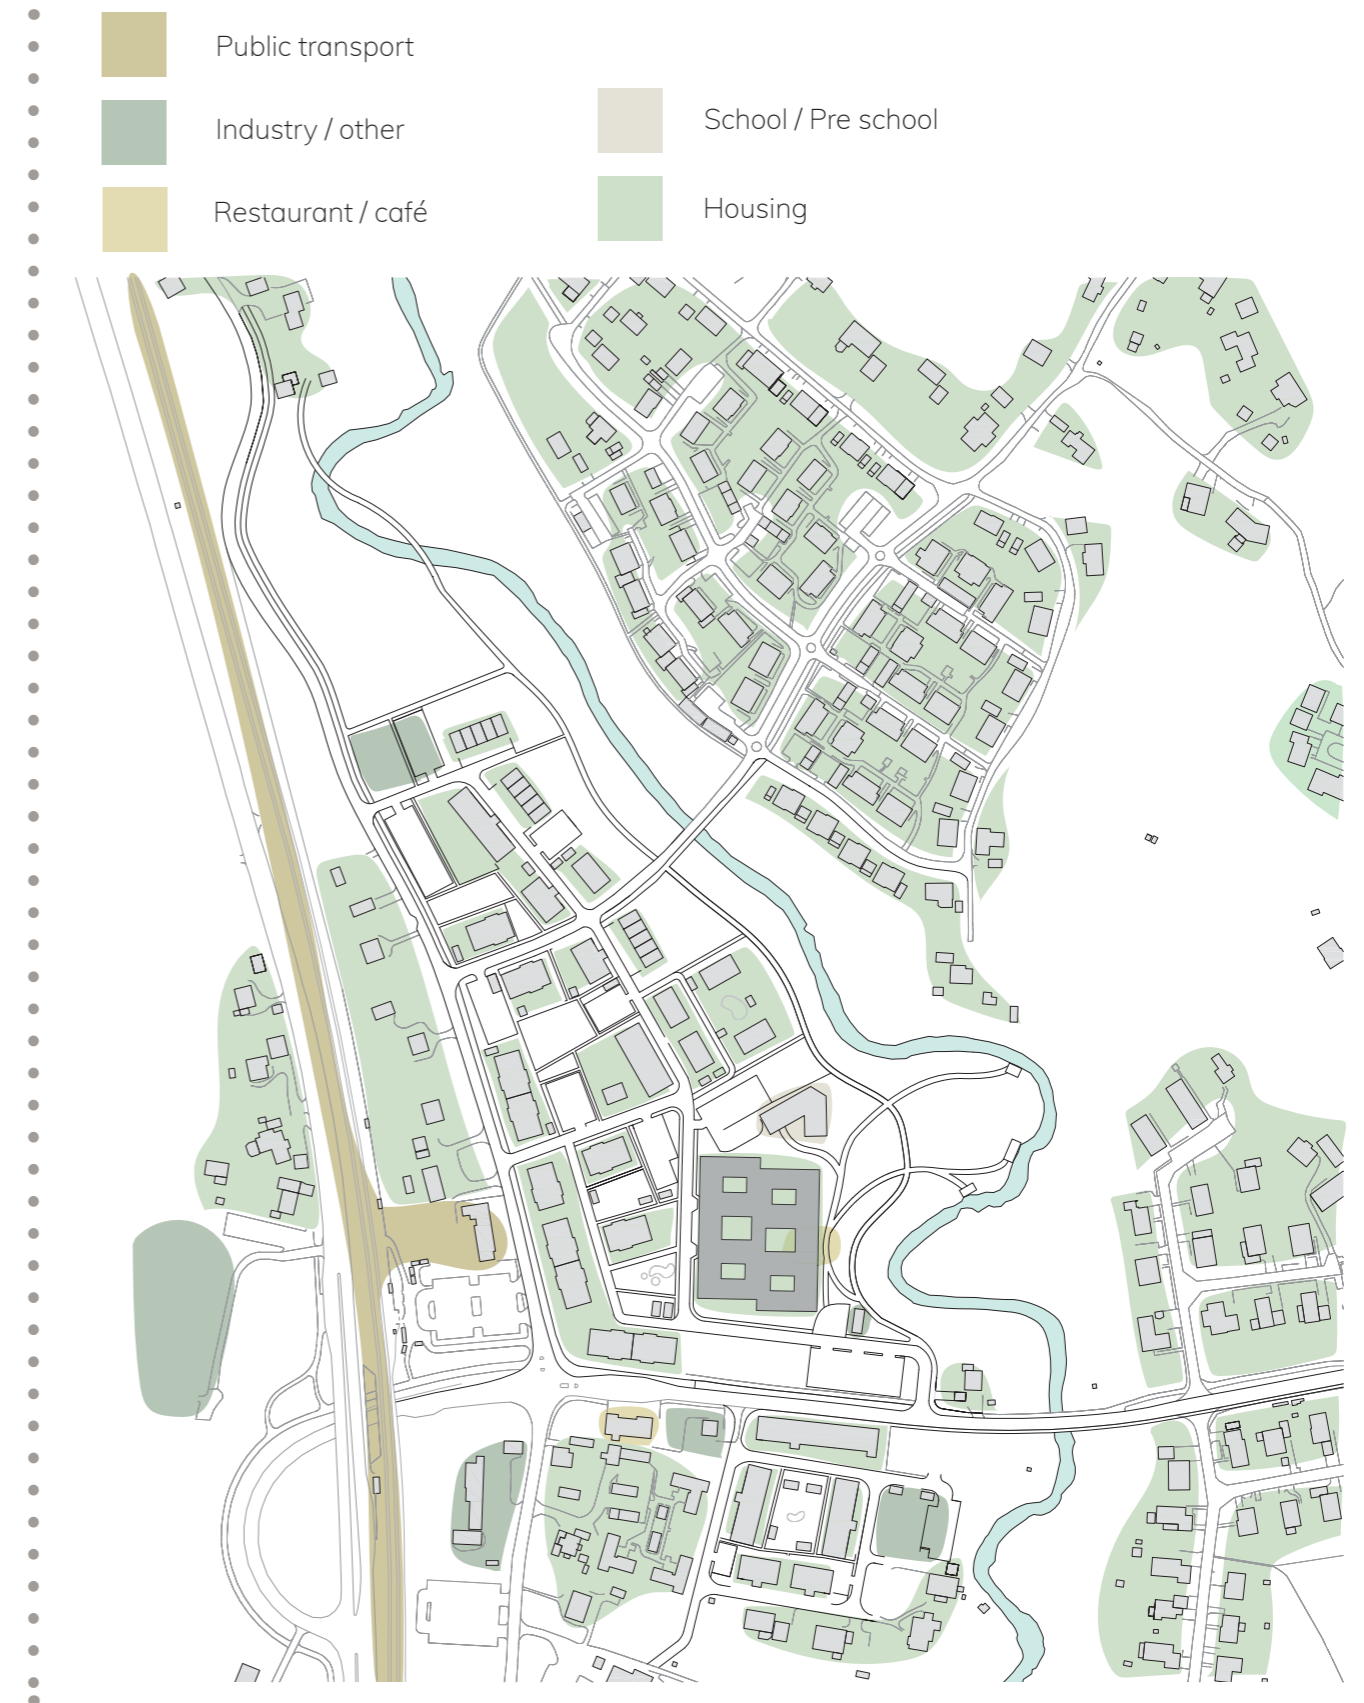 Public transport
Industry / other
Restaurant / café
School / Pre school
Housing